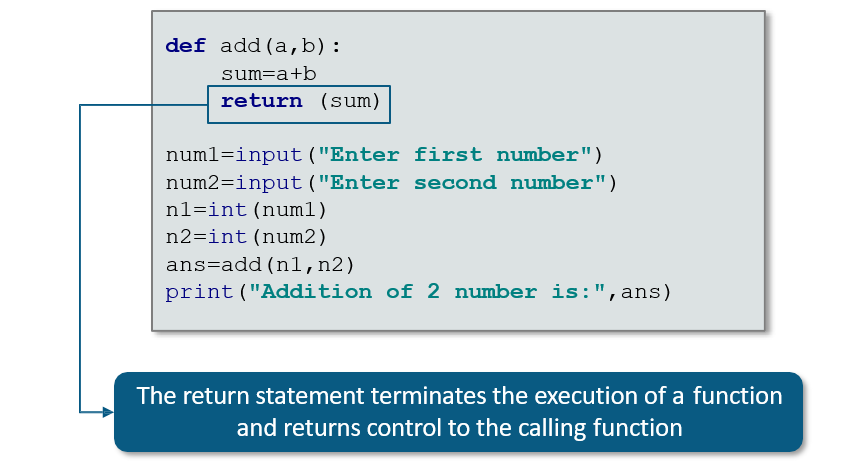 def add(a,b):
sum=a+b
return (sum)
num1=input("Enter first number")
num2=input("Enter second number")
n1=int(num1)
n2=int(num2)
ans=add(n1,n2)
print("Addition of 2 number is:",ans)
The return statement terminates the execution of a function
and returns control to the calling function